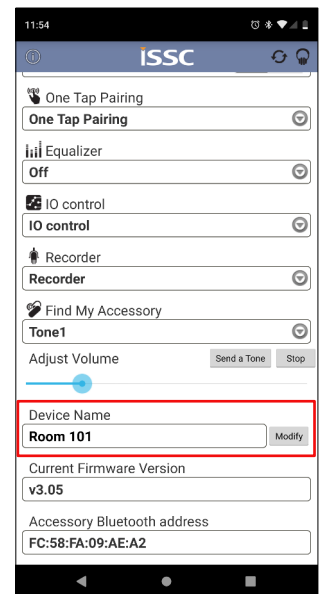 11:54
ISSC
One Tap Pairing
One Tap Pairing
Equalizer
Off
IO control
IO control
Recorder
Recorder
Find My Accessory
Tone1
Adjust Volume
Send a Tone
Stop
Device Name
Room 101
Modify
Current Firmware Version
v3.05
Accessory Bluetooth address
FC:58:FA:09:AE:A2